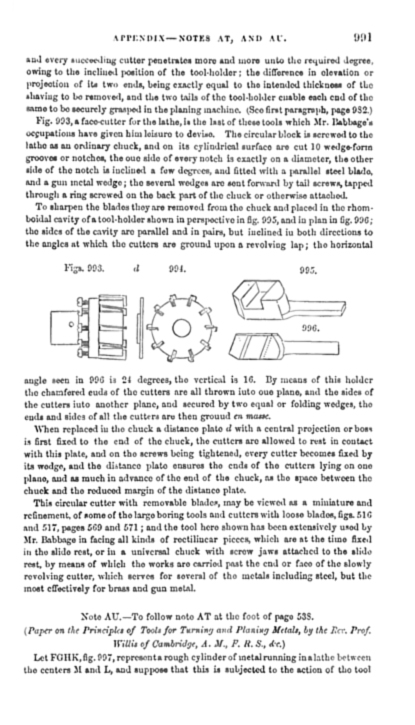 APPENDIX—NOTES AT, AND AU. 991
and every succeeding cutter penetrates more and more unto the required degree,
owing to the inclined position of the tool-holder; the difference in elevation or
projection of its two ends, being exactly equal to the intended thickness of the
shaving to be removed, and the two tails of the tool-holder enable each end of the
same to be securely grasped in the planing machine. (See first paragraph, page 982.)
Fig. 993, a face-cutter for the lathe, is the last of these tools which Mr. Babbage's
occupations have given him leisure to devise. The circular block is screwed to the
lathe as an ordinary chuck, and on its cylindrical surface are cut 10 wedge-form
grooves or notches, the one side of every notch is exactly on a diameter, the other
side of the notch is inclined a few degrees, and fitted with a parallel steel blade,
and a gun metal wedge; the several wedges are sent forward by tail screws, tapped
through a ring screwed on the back part of the chuck or otherwise attached.
To sharpen the blades they are removed from the chuck and placed in the rhom-
boidal cavity of a tool-holder shown in perspective in fig. 995, and in plan in fig. 996;
the sides of the cavity are parallel and in pairs, but inclined in both directions to
the angles at which the cutters are ground upon a revolving lap; the horizontal
Figs. 993. d 994. 995.
996.
angle seen in 996 is 24 degrees, the vertical is 16. By means of this holder
the chamfered ends of the cutters are all thrown into one plane, and the sides of
the cutters into another plane, and secured by two equal or folding wedges, the
ends and sides of all the cutters are then ground en masse.
When replaced in the chuck a distance plate d with a central projection or boss
is first fixed to the end of the chuck, the cutters are allowed to rest in contact
with this plate, and on the screws being tightened, every cutter becomes fixed by
its wedge, and the distance plate ensures the ends of the cutters lying on one
plane, and as much in advance of the end of the chuck, as the space between the
chuck and the reduced margin of the distance plate.
This circular cutter with removable blades, may be viewed as a miniature and
refinement, of some of the large boring tools and cutters with loose blades, figs. 516
and 517, pages 569 and 571; and the tool here shown has been extensively used by
Mr. Babbage in facing all kinds of rectilinear pieces, which are at the time fixed
in the slide rest, or in a universal chuck with screw jaws attached to the slide
rest, by means of which the works are carried past the end or face of the slowly
revolving cutter, which serves for several of the metals including steel, but the
most effectively for brass and gun metal.
Note AU.—To follow note AT at the foot of page 538.
(Paper on the Principles of Tools for Turning and Planing Metals, by the Rev. Prof.
Willis of Cambridge, A. M., F. R. S., &c.)
Let FGHK, fig. 997, represent a rough cylinder of metal running in a lathe between
the centers M and L, and suppose that this is subjected to the action of the tool